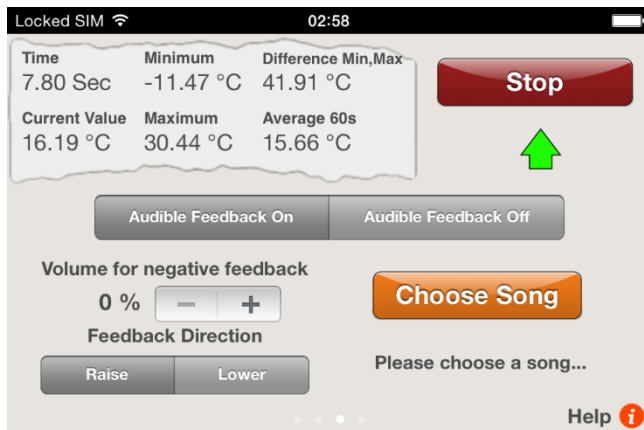 Locked SIM 02:58
Time Minimum Difference Min,Max
7.80 Sec -11.47 °C 41.91 °C
Stop
Current Value Maximum Average 60s
16.19 °C 30.44 °C 15.66 °C
Audible Feedback On Audible Feedback Off
Volume for negative feedback
0 % − +
Choose Song
Feedback Direction
Raise Lower
Please choose a song...
Help i